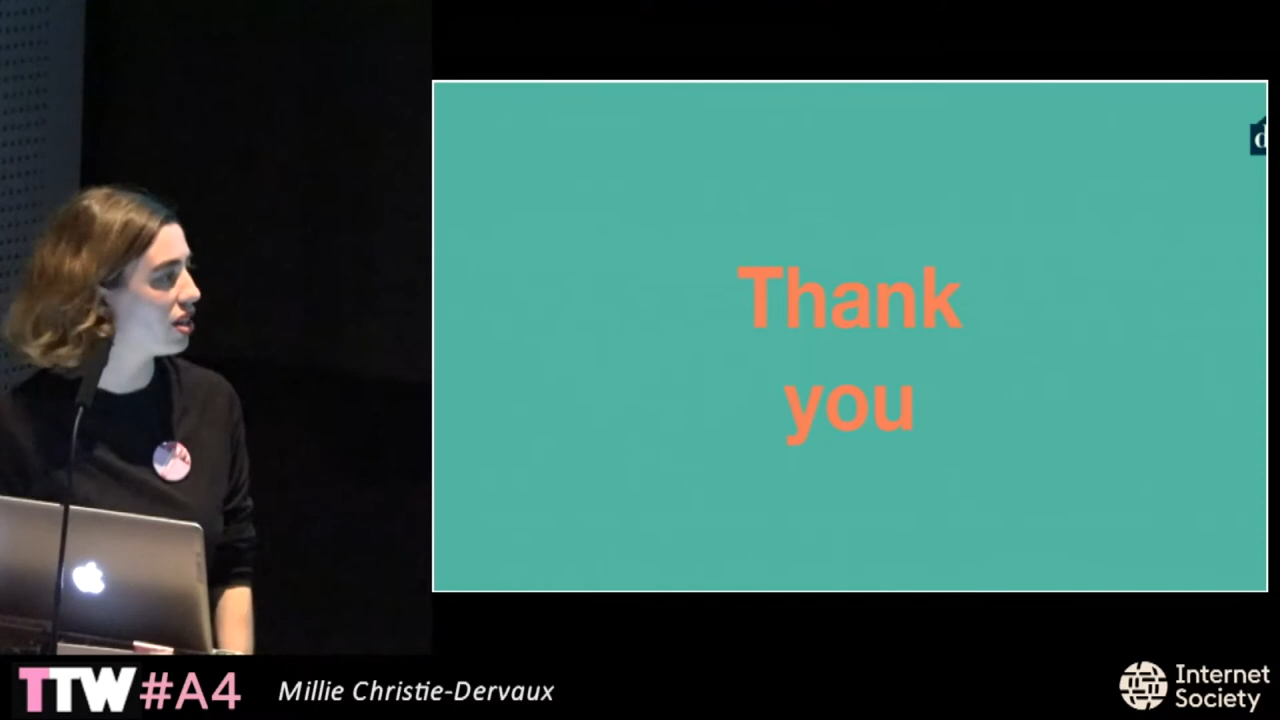 d
Thank
you
TTW#A4
Millie Christie-Dervaux
Internet
Society